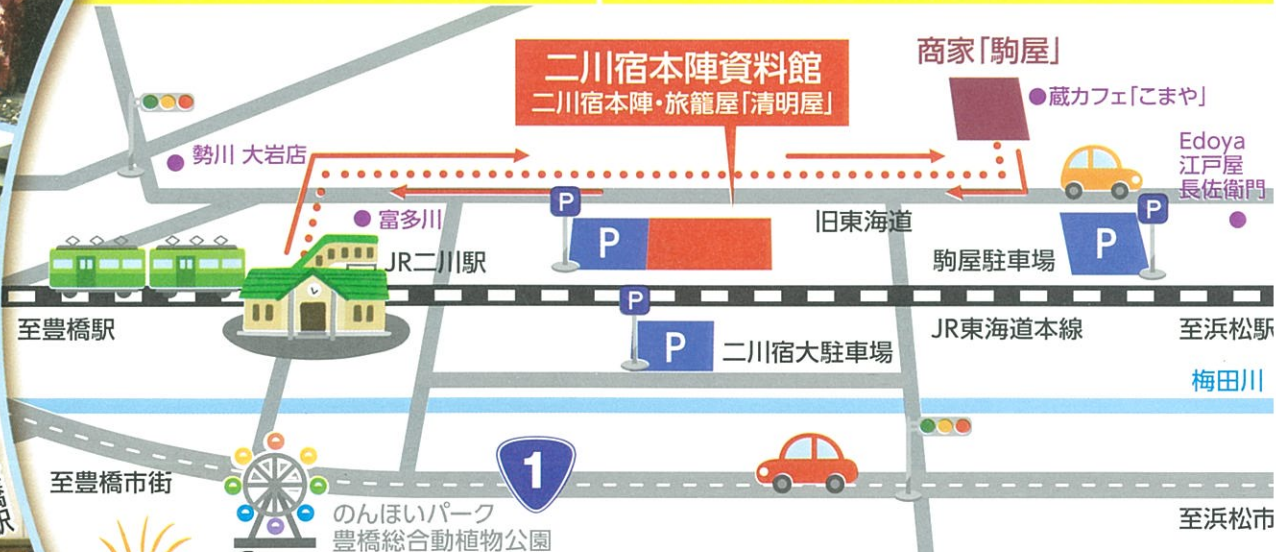 二川宿本陣資料館
二川宿本陣・旅籠屋「清明屋」
商家「駒屋」
蔵カフェ「こまや」
勢川 大岩店
Edoya
江戸屋
長佐衛門
富多川
P
P
旧東海道
P
P
駒屋駐車場
JR二川駅
至豊橋駅
P
P
二川宿大駐車場
JR東海道本線
至浜松駅
梅田川
1
至豊橋市街
のんほいパーク
豊橋総合動植物公園
至浜松市